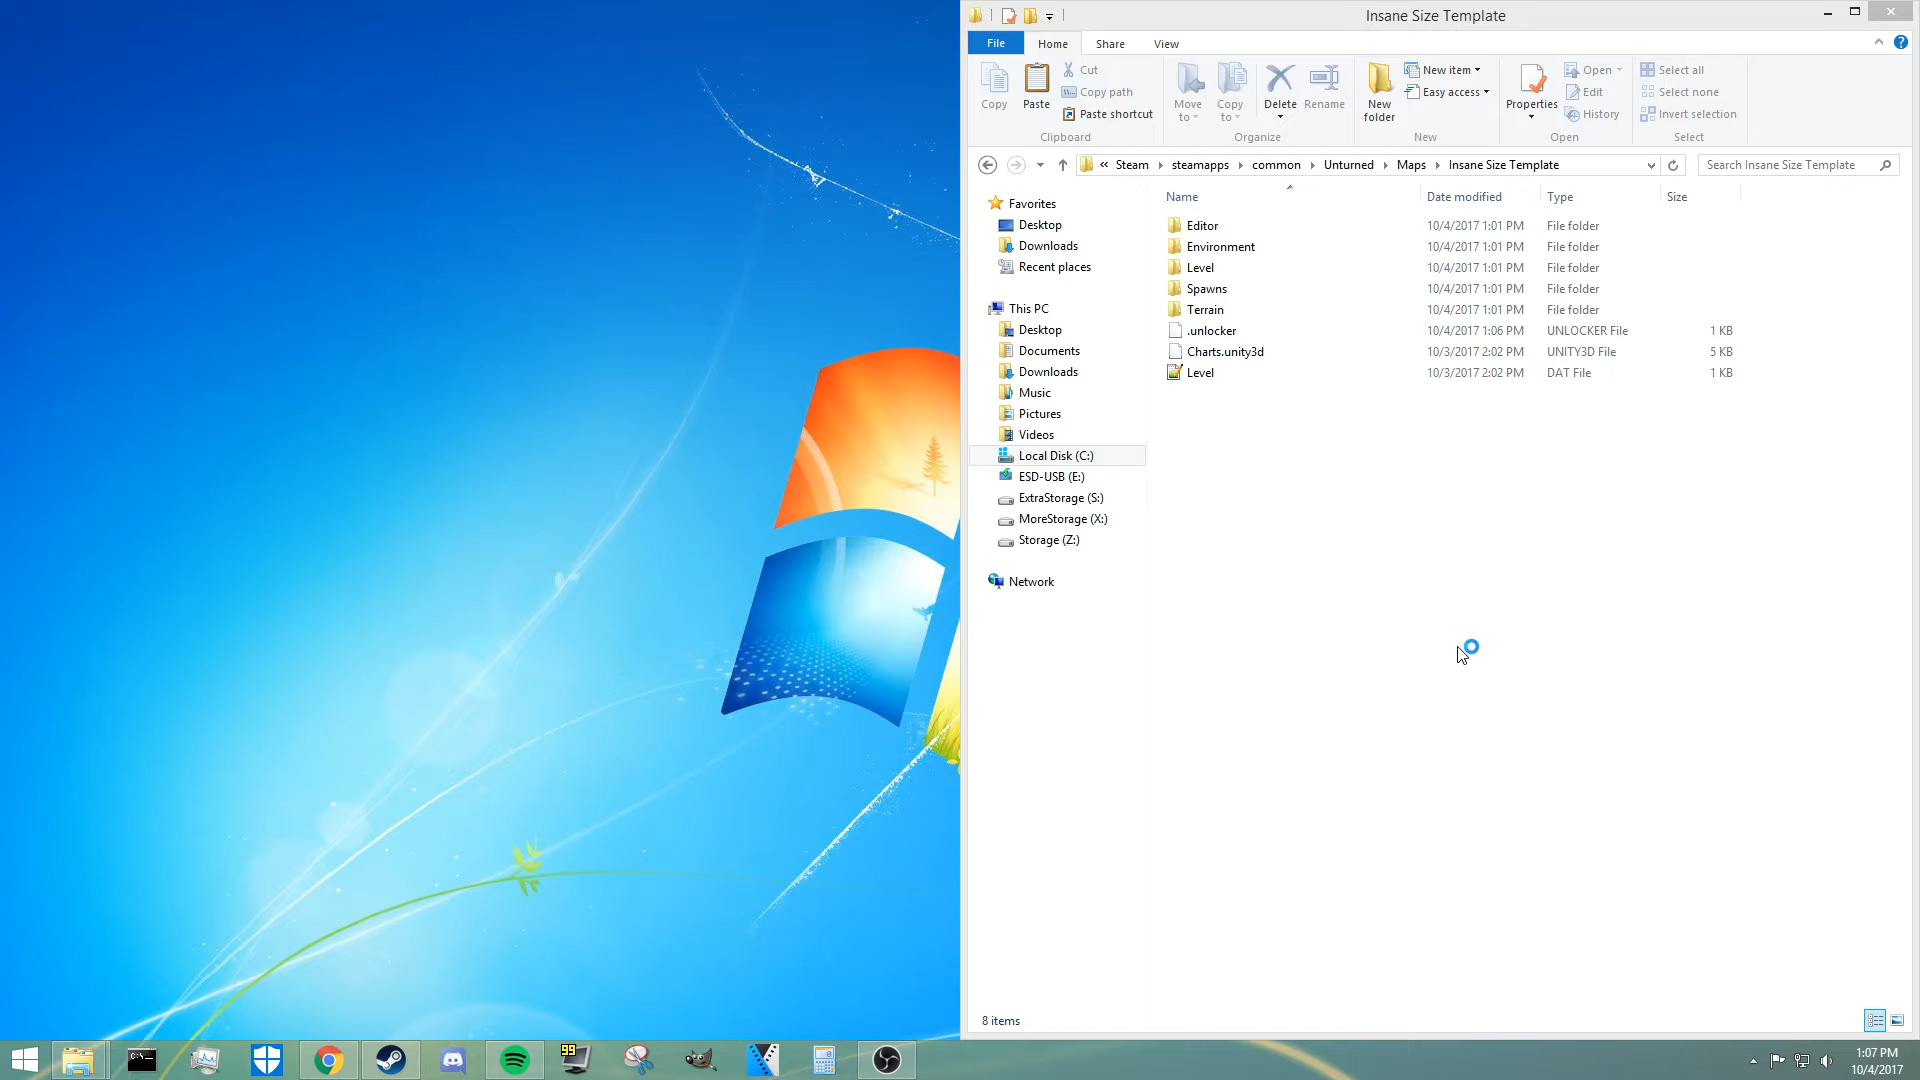 Insane Size Template
File
Home
Share
View
Copy
Paste
Cut
Copy path
Paste shortcut
Clipboard
Move to
Copy to
Delete
Rename
Organize
New folder
New item
Easy access
New
Properties
Open
Edit
History
Open
Select all
Select none
Invert selection
Select
« Steam steamapps common Unturned Maps Insane Size Template
Search Insane Size Template
Name Date modified Type Size
Favorites
Desktop
Downloads
Recent places
This PC
Desktop
Documents
Downloads
Music
Pictures
Videos
Local Disk (C:)
ESD-USB (E:)
ExtraStorage (S:)
MoreStorage (X:)
Storage (Z:)
Network
Editor 10/4/2017 1:01 PM File folder
Environment 10/4/2017 1:01 PM File folder
Level 10/4/2017 1:01 PM File folder
Spawns 10/4/2017 1:01 PM File folder
Terrain 10/4/2017 1:01 PM File folder
.unlocker 10/4/2017 1:06 PM UNLOCKER File 1 KB
Charts.unity3d 10/3/2017 2:02 PM UNITY3D File 5 KB
Level 10/3/2017 2:02 PM DAT File 1 KB
8 items
C:\_
99
1:07 PM
10/4/2017